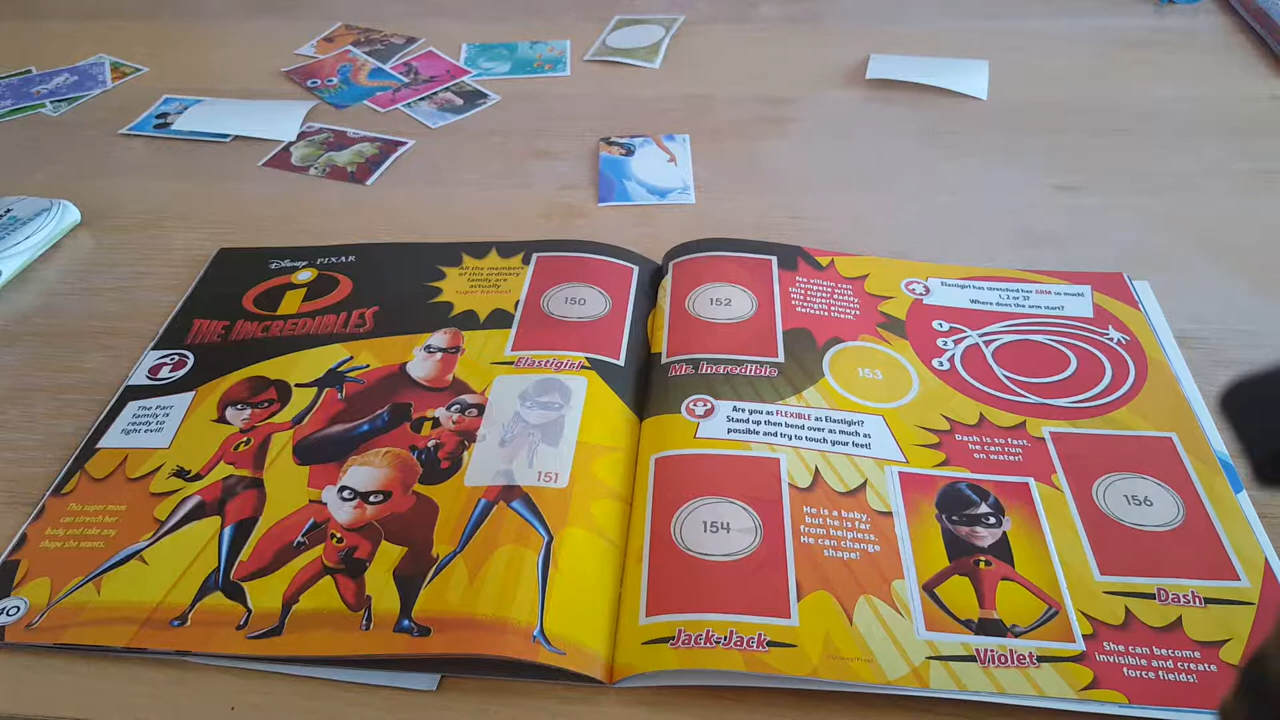 Disney · PIXAR
THE INCREDIBLES
All the members
of this ordinary
family are
actually
super-heroes!
150
Elastigirl
The Parr
family is
ready to
fight evil!
151
This super mom
can stretch her
body and take any
shape she wants.
40
152
Mr. Incredible
No villain can
compete with
this super daddy.
His superhuman
strength always
defeats them.
153
Elastigirl has stretched her ARM so much!
1, 2 or 3?
Where does the arm start?
1
2
3
Are you as FLEXIBLE as Elastigirl?
Stand up then bend over as much as
possible and try to touch your feet!
Dash is so fast,
he can run
on water!
154
Jack-Jack
He is a baby,
but he is far
from helpless.
He can change
shape!
Violet
156
Dash
She can become
invisible and create
force fields!